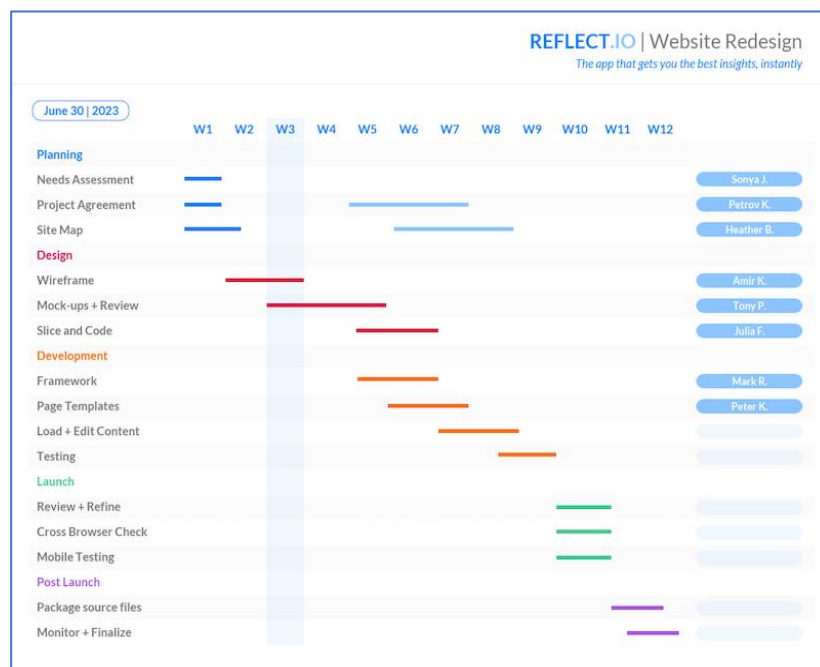 REFLECT.IO | Website Redesign
The app that gets you the best insights, instantly
June 30 | 2023
W1 W2 W3 W4 W5 W6 W7 W8 W9 W10 W11 W12
Planning
Needs Assessment Sonya J.
Project Agreement Petrov K.
Site Map Heather B.
Design
Wireframe Amir K.
Mock-ups + Review Tony P.
Slice and Code Julia F.
Development
Framework Mark R.
Page Templates Peter K.
Load + Edit Content
Testing
Launch
Review + Refine
Cross Browser Check
Mobile Testing
Post Launch
Package source files
Monitor + Finalize